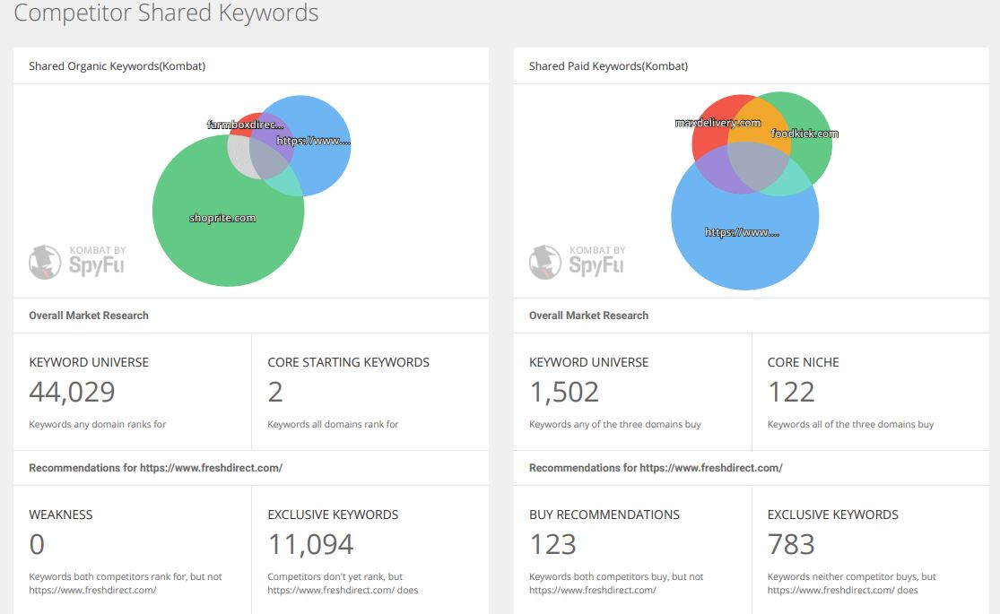 Competitor Shared Keywords
Shared Organic Keywords(Kombat)
farmboxdirec...
https://www....
shoprite.com
KOMBAT BY
SpyFu
Overall Market Research
KEYWORD UNIVERSE
44,029
Keywords any domain ranks for
CORE STARTING KEYWORDS
2
Keywords all domains rank for
Recommendations for https://www.freshdirect.com/
WEAKNESS
0
Keywords both competitors rank for, but not
https://www.freshdirect.com/
EXCLUSIVE KEYWORDS
11,094
Competitors don't yet rank, but
https://www.freshdirect.com/ does
Shared Paid Keywords(Kombat)
maxdelivery.com
foodkick.com
https://www....
KOMBAT BY
SpyFu
Overall Market Research
KEYWORD UNIVERSE
1,502
Keywords any of the three domains buy
CORE NICHE
122
Keywords all of the three domains buy
Recommendations for https://www.freshdirect.com/
BUY RECOMMENDATIONS
123
Keywords both competitors buy, but not
https://www.freshdirect.com/
EXCLUSIVE KEYWORDS
783
Keywords neither competitor buys, but
https://www.freshdirect.com/ does